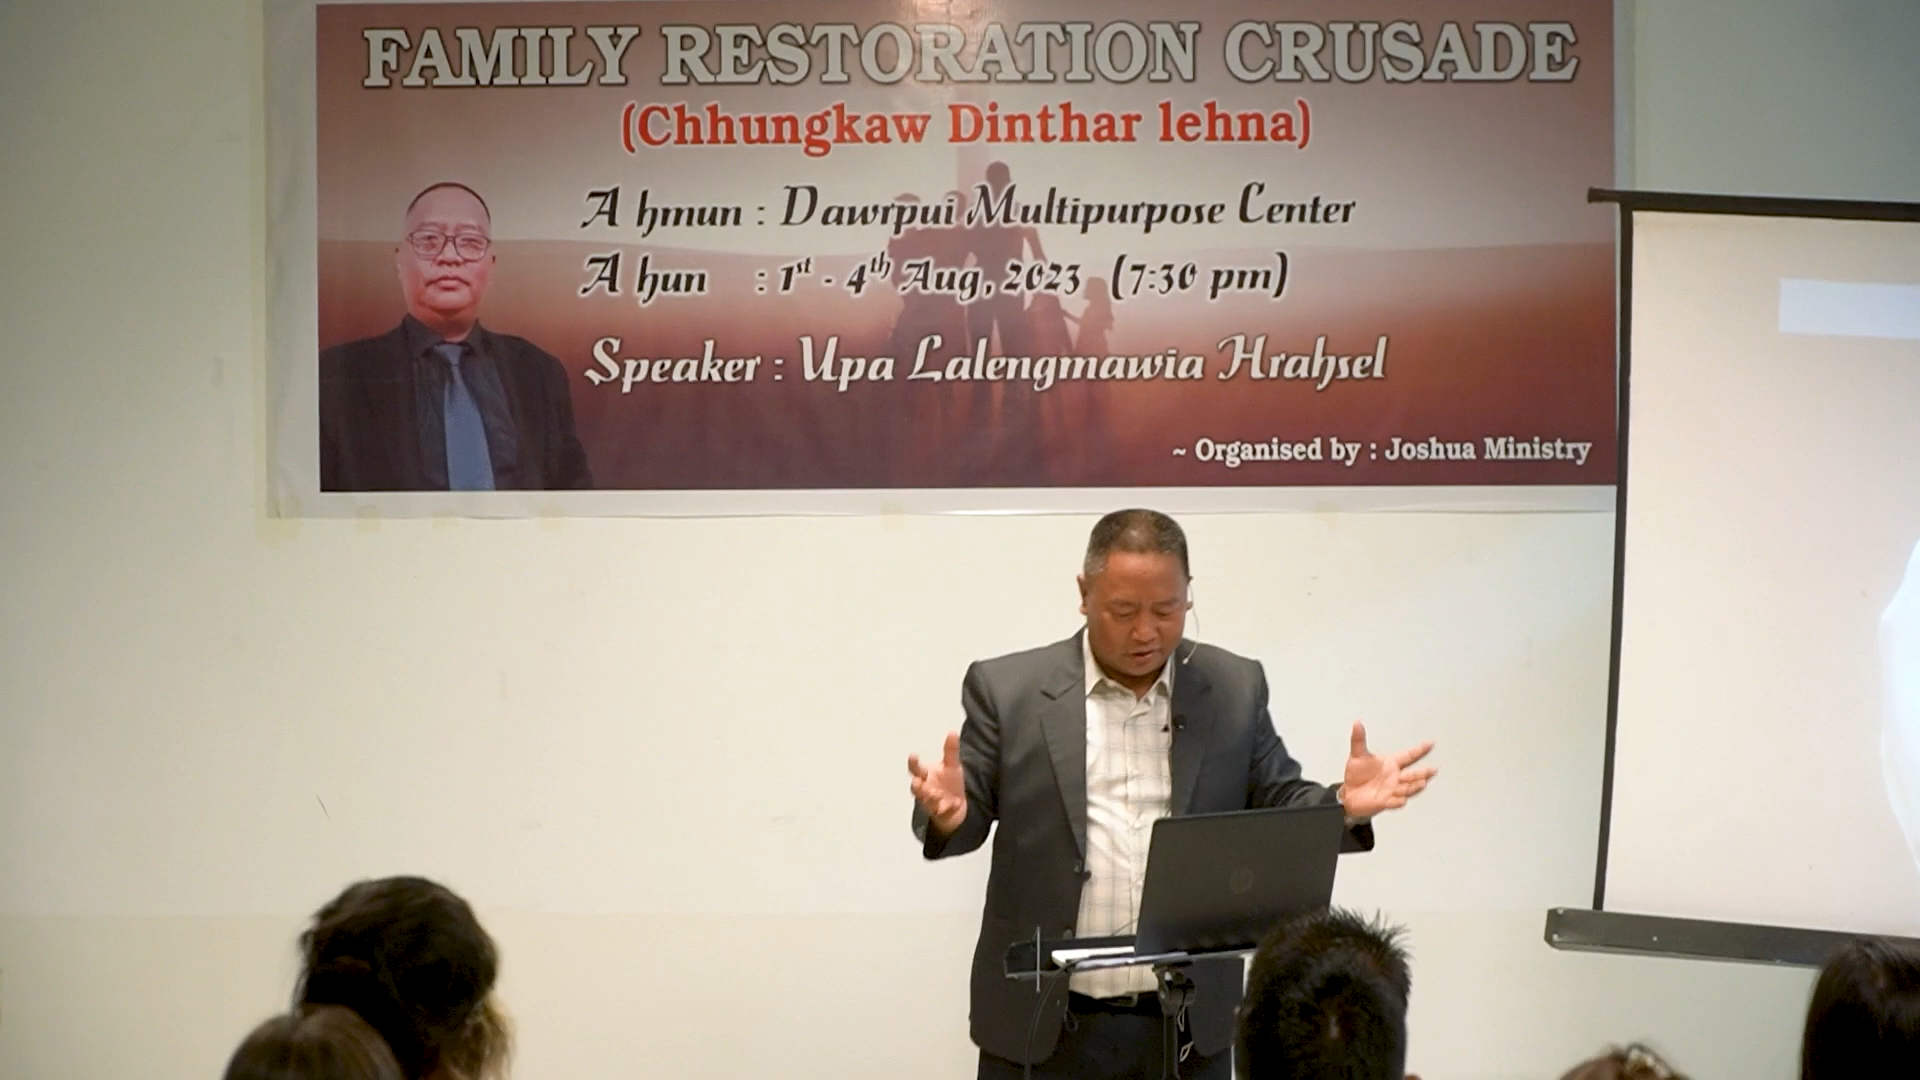 FAMILY RESTORATION CRUSADE
(Chhungkaw Dinthar lehna)
A hmun : Dawrpui Multipurpose Center
A hun : 1st - 4th Aug, 2023 (7:30 pm)
Speaker : Upa Lalengmawia Hrahsel
~ Organised by : Joshua Ministry